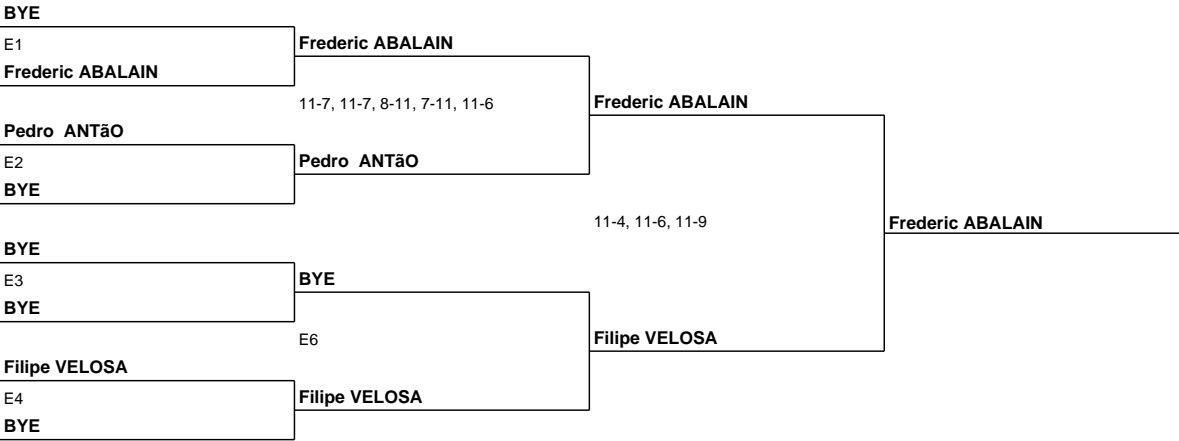 BYE
E1
Frederic ABALAIN
Frederic ABALAIN
11-7, 11-7, 8-11, 7-11, 11-6
Frederic ABALAIN
Pedro  ANTãO
E2
Pedro  ANTãO
BYE
11-4, 11-6, 11-9
Frederic ABALAIN
BYE
E3
BYE
BYE
E6
Filipe VELOSA
Filipe VELOSA
E4
Filipe VELOSA
BYE